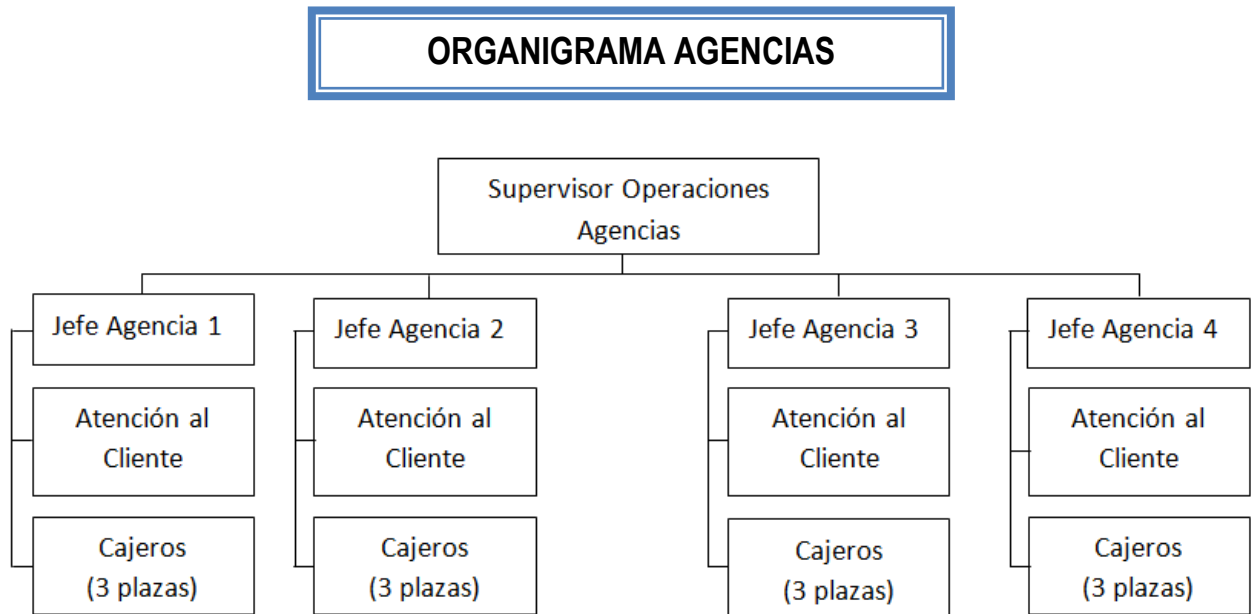 ORGANIGRAMA AGENCIAS
Supervisor Operaciones
Agencias
Jefe Agencia 1
Jefe Agencia 2
Jefe Agencia 3
Jefe Agencia 4
Atención al
Cliente
Atención al
Cliente
Atención al
Cliente
Atención al
Cliente
Cajeros
(3 plazas)
Cajeros
(3 plazas)
Cajeros
(3 plazas)
Cajeros
(3 plazas)